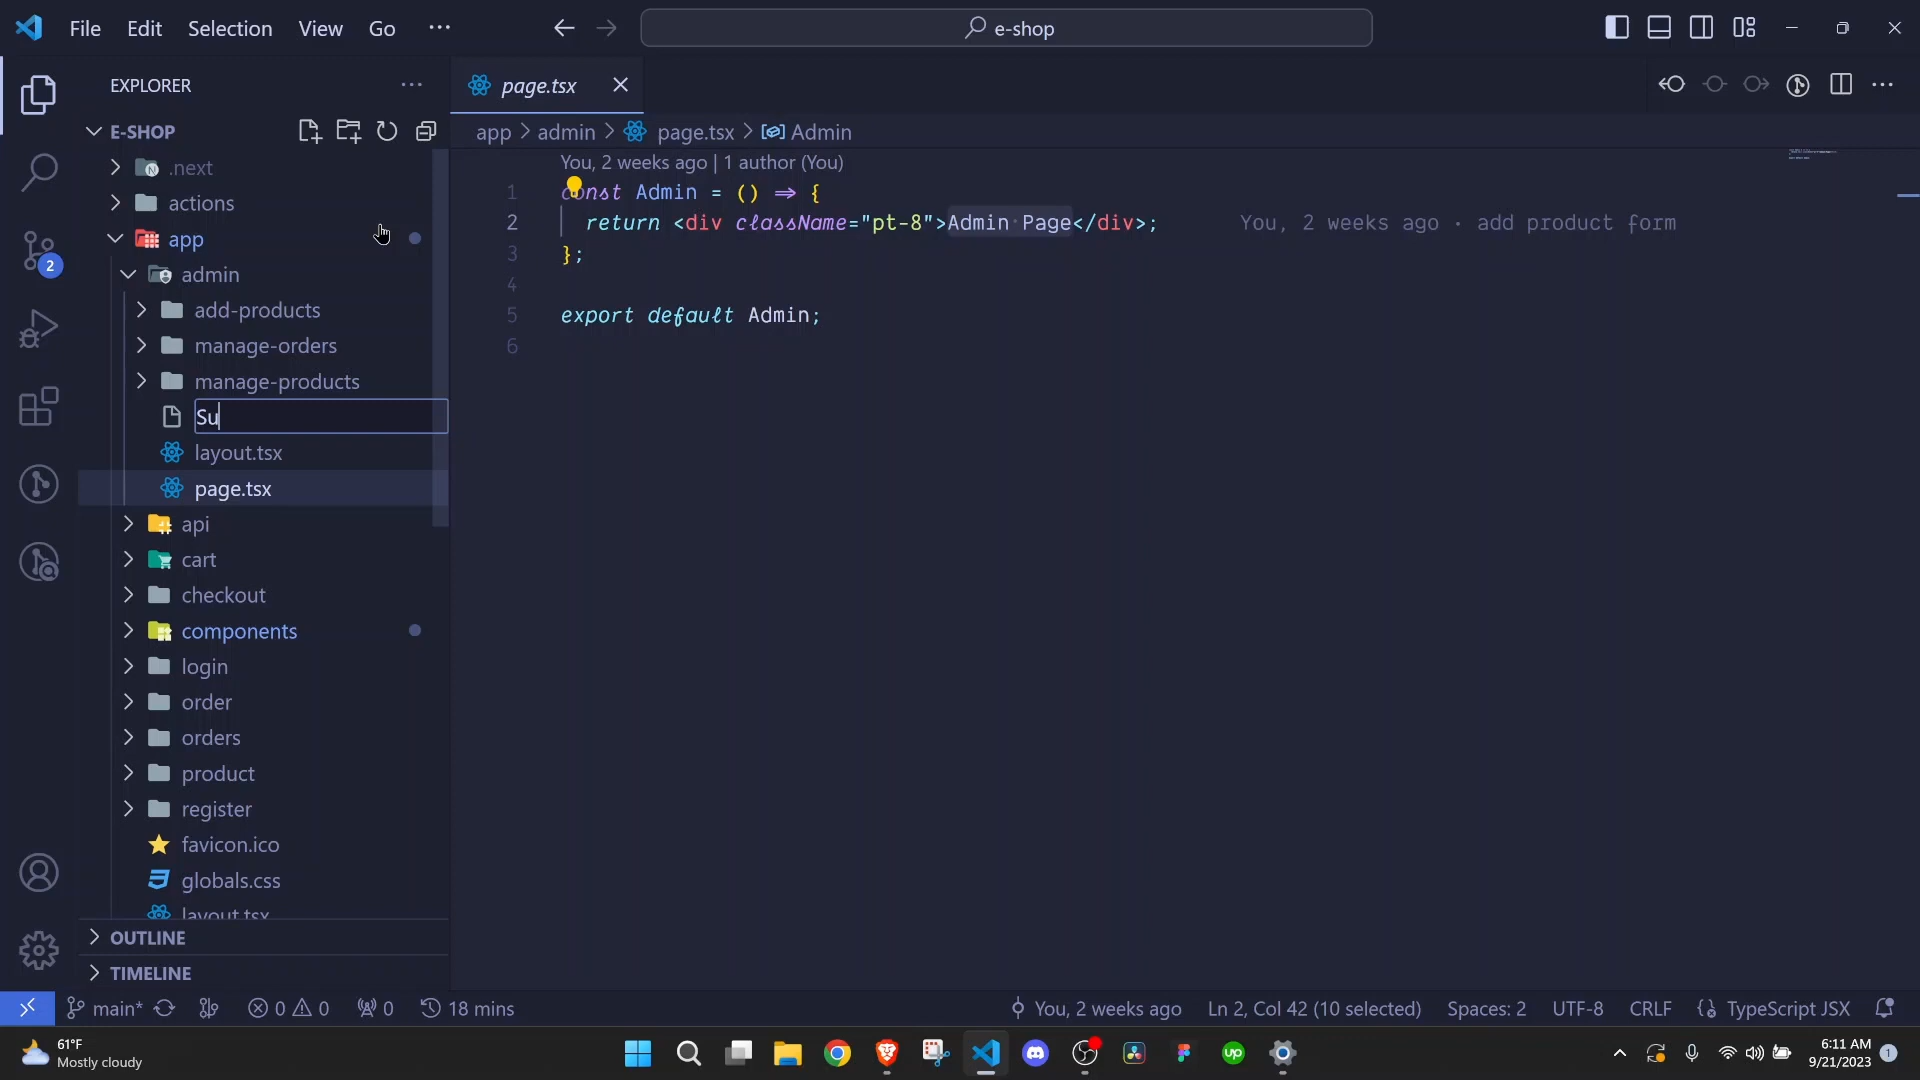 File Edit Selection View Go ···
e-shop
EXPLORER ···
E-SHOP
.next
actions
app
admin
add-products
manage-orders
manage-products
Su
layout.tsx
page.tsx
api
cart
checkout
components
login
order
orders
product
register
favicon.ico
globals.css
layout.tsx
OUTLINE
TIMELINE
2
page.tsx
app > admin > page.tsx > Admin
You, 2 weeks ago | 1 author (You)
1 const Admin = () => {
2 return <div className="pt-8">Admin·Page</div>; You, 2 weeks ago · add product form
3 };
4
5 export default Admin;
6
main* 0 0 0 18 mins You, 2 weeks ago Ln 2, Col 42 (10 selected) Spaces: 2 UTF-8 CRLF {} TypeScript JSX
61°F
Mostly cloudy
up
6:11 AM
9/21/2023
1